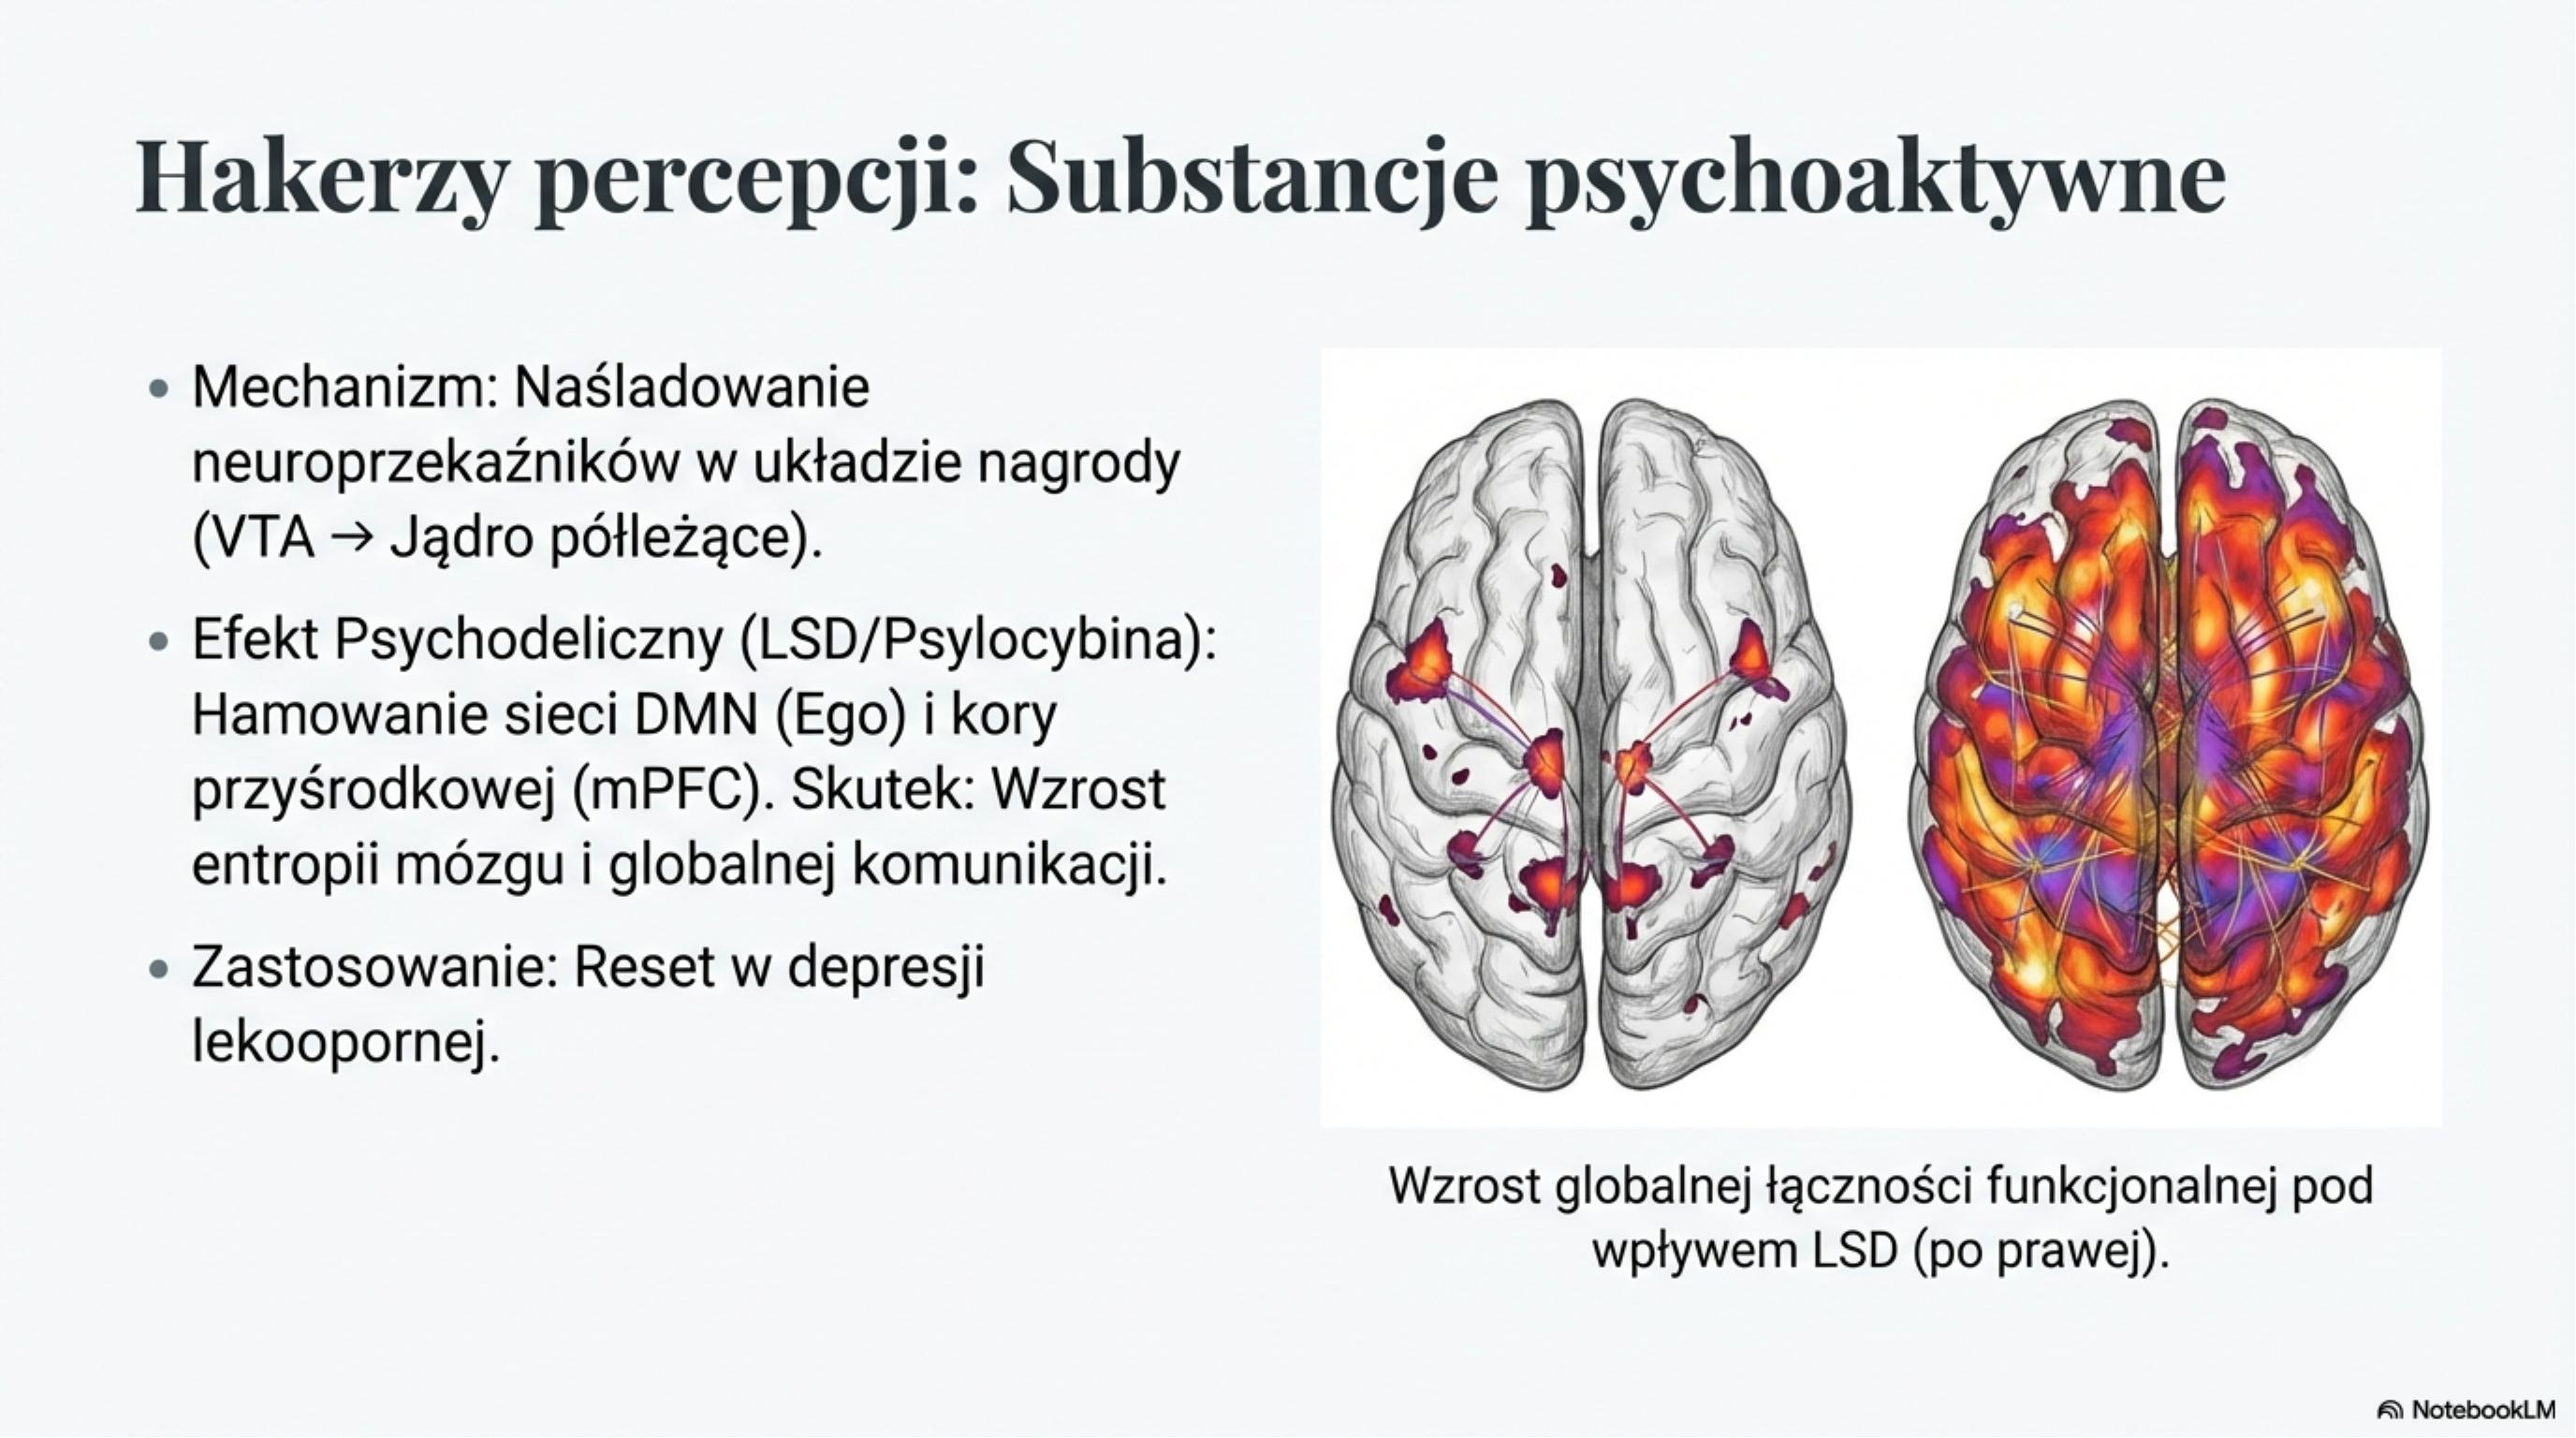 Hakerzy percepcji: Substancje psychoaktywne
• Mechanizm: Naśladowanie
neuroprzekaźników w układzie nagrody
(VTA → Jądro półleżące).
• Efekt Psychodeliczny (LSD/Psylocybina):
Hamowanie sieci DMN (Ego) i kory
przyśrodkowej (mPFC). Skutek: Wzrost
entropii mózgu i globalnej komunikacji.
• Zastosowanie: Reset w depresji
lekoopornej.
Wzrost globalnej łączności funkcjonalnej pod
wpływem LSD (po prawej).
NotebookLM